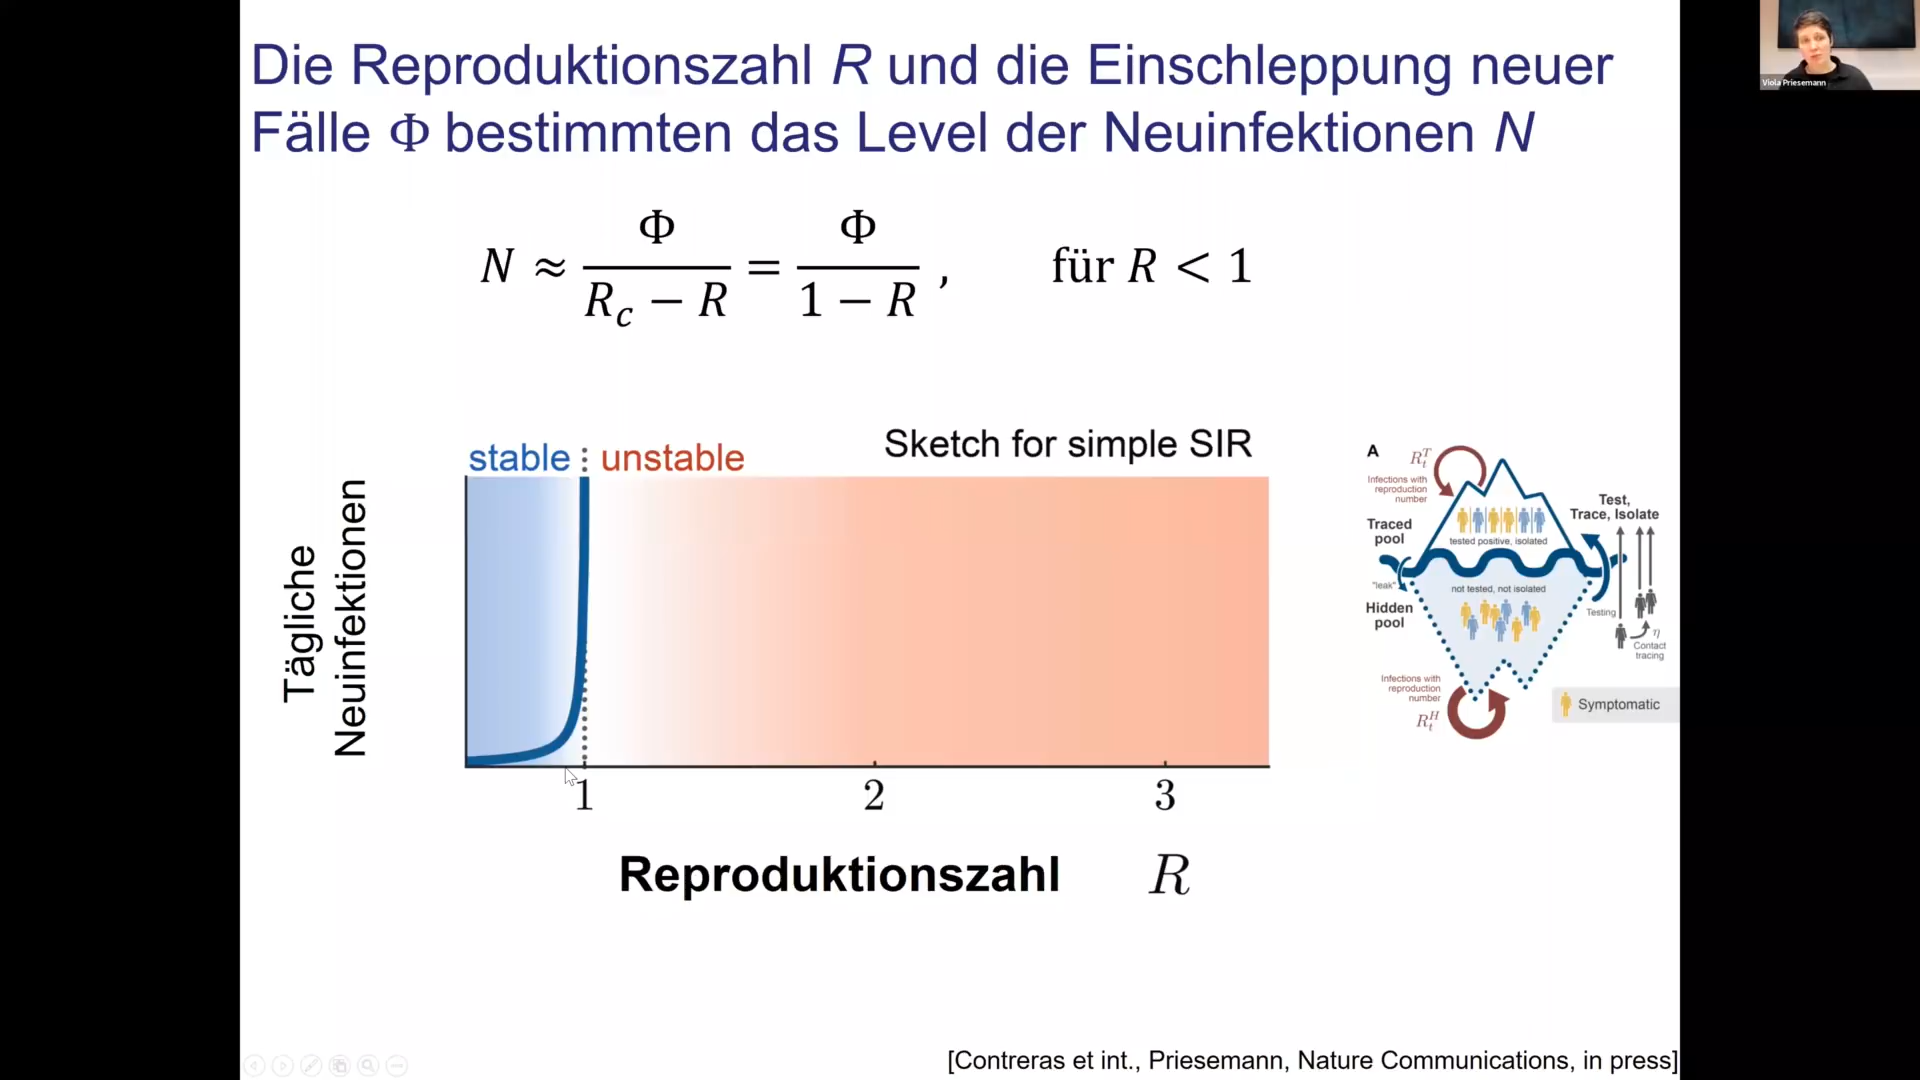 Die Reproduktionszahl R und die Einschleppung neuer
Fälle Φ bestimmten das Level der Neuinfektionen N
Viola Priesemann
N ≈ Φ / (R_c − R) = Φ / (1 − R) , für R < 1
stable unstable
Sketch for simple SIR
Tägliche
Neuinfektionen
1 2 3
Reproduktionszahl R
A
R_t^T
Infections with
reproduction
number
Traced
pool
tested positive, isolated
Test,
Trace, Isolate
"leak"
not tested, not isolated
Hidden
pool
Testing
η
Contact
tracing
Infections with
reproduction
number
R_t^H
Symptomatic
[Contreras et int., Priesemann, Nature Communications, in press]